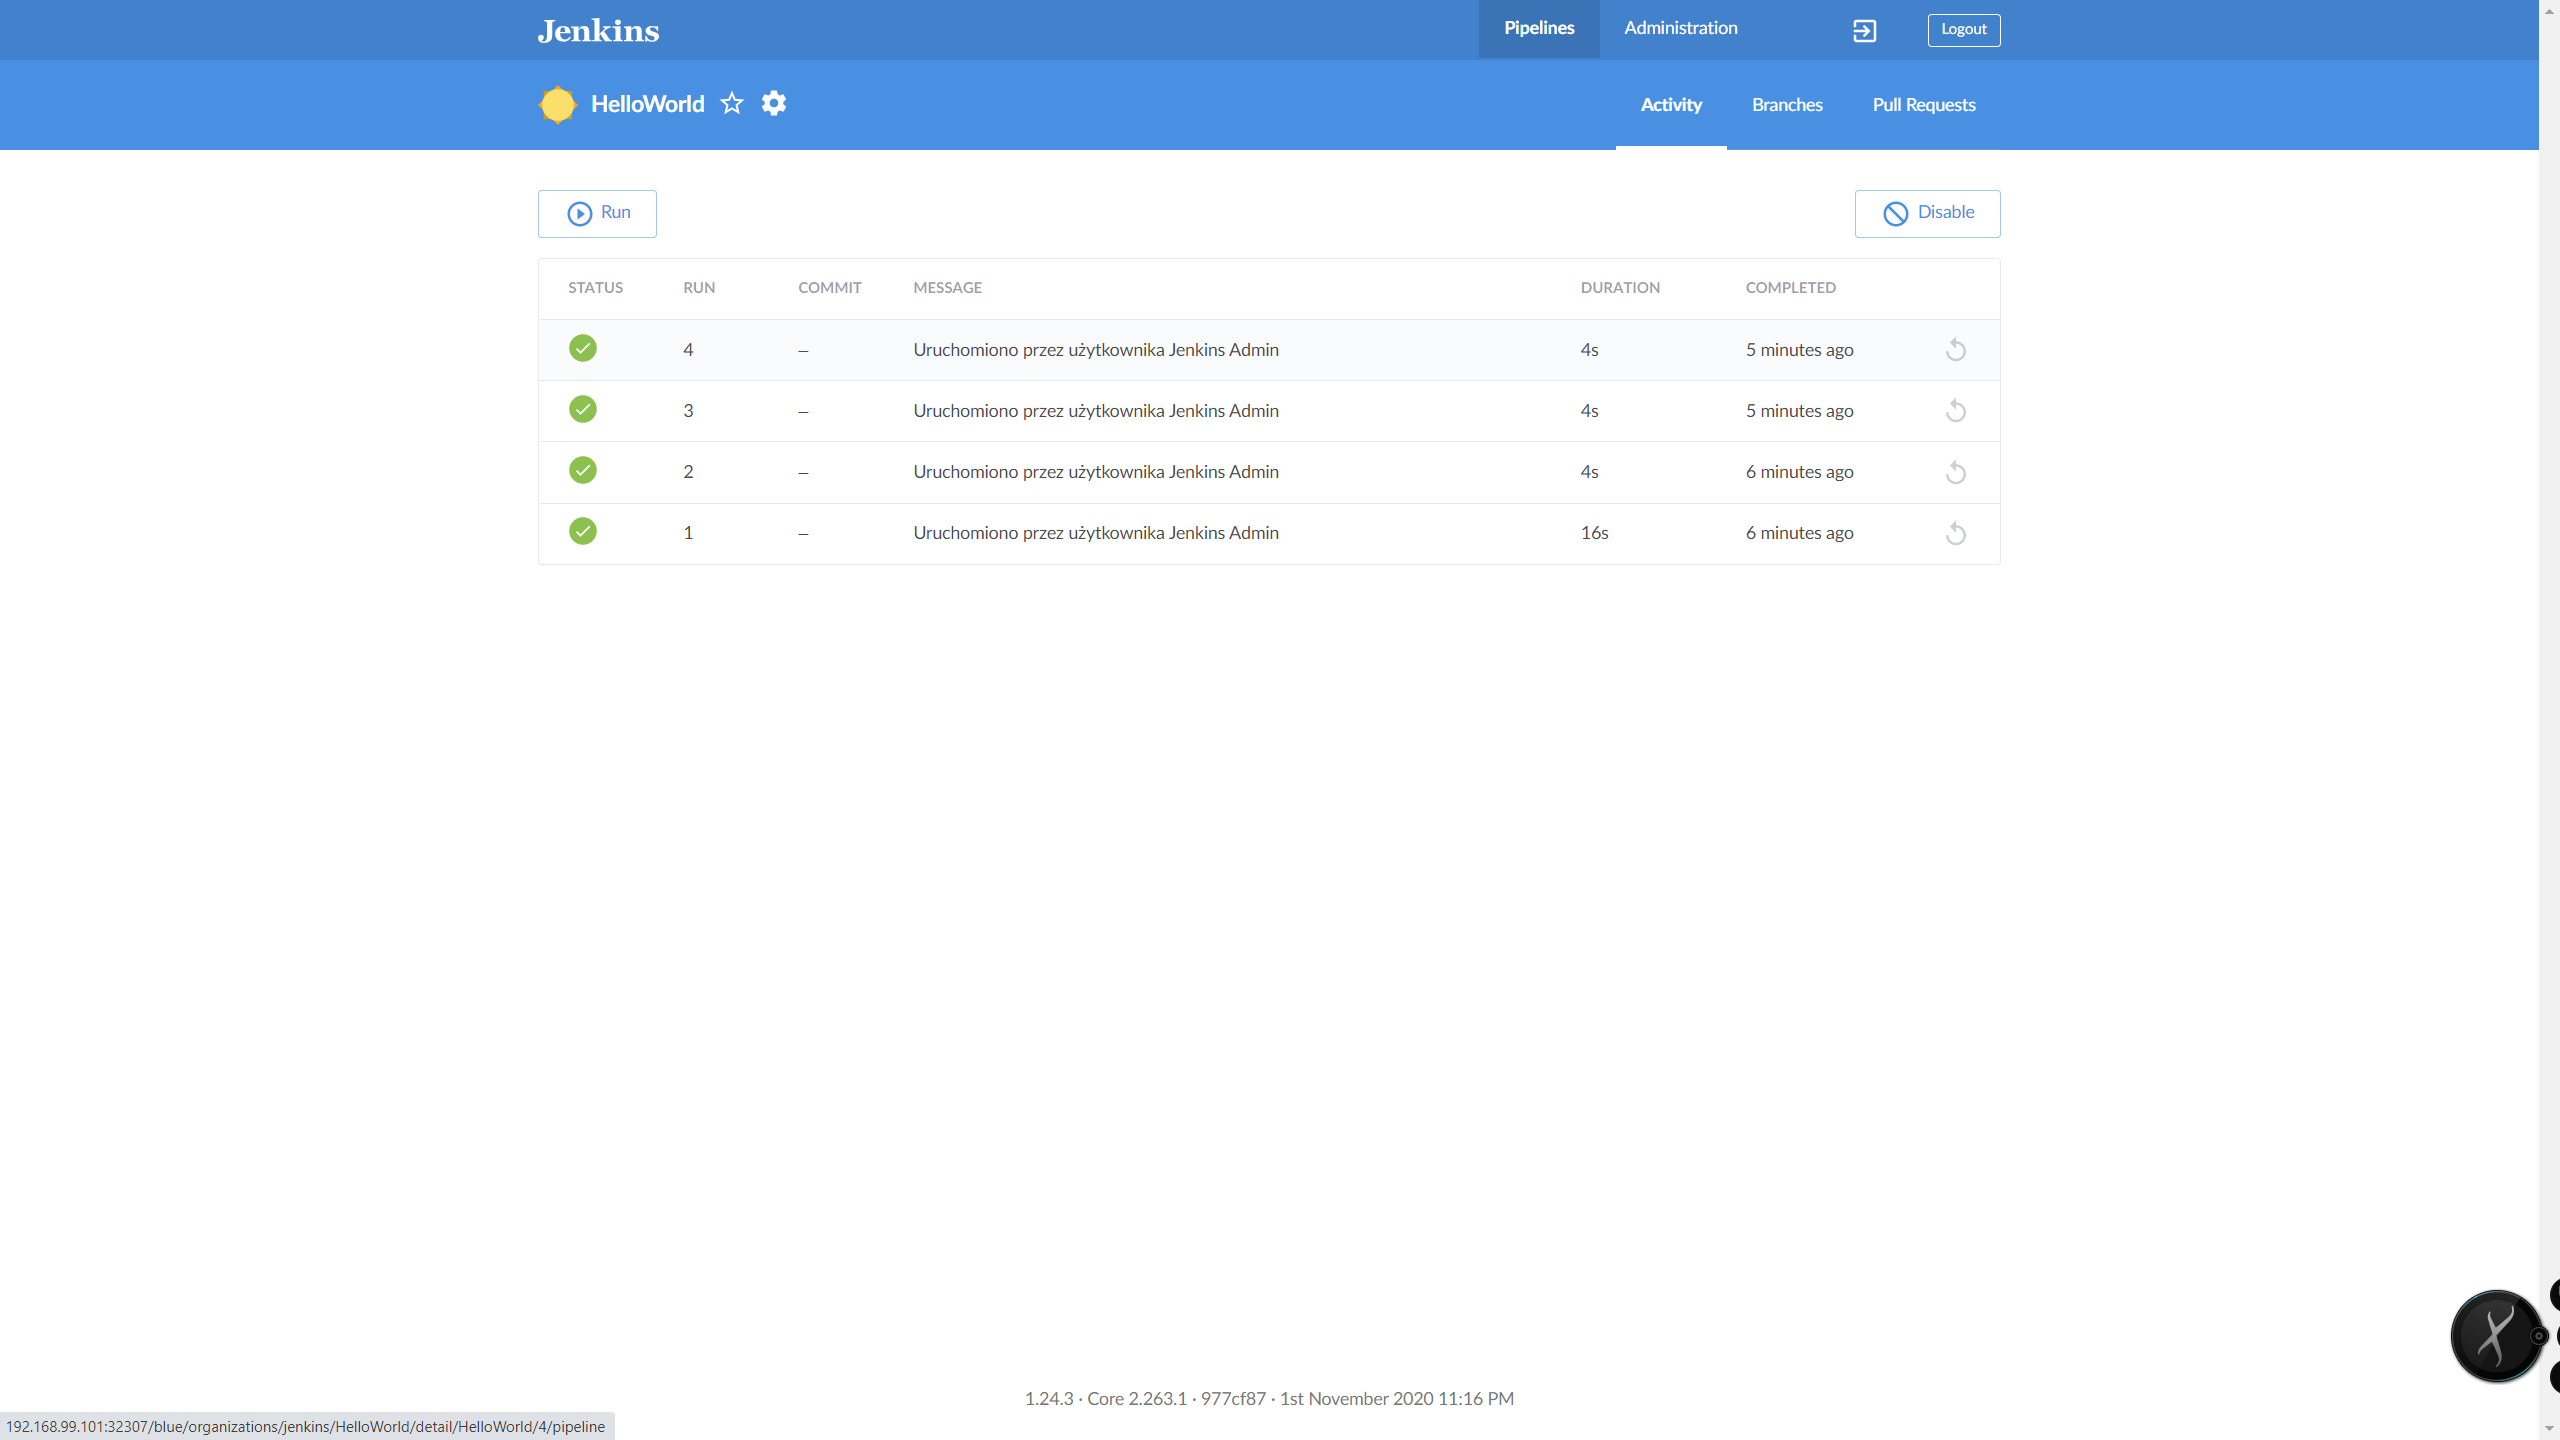 Jenkins
Pipelines Administration Logout
HelloWorld
Activity Branches Pull Requests
Run Disable
STATUS RUN COMMIT MESSAGE DURATION COMPLETED
4 – Uruchomiono przez użytkownika Jenkins Admin 4s 5 minutes ago
3 – Uruchomiono przez użytkownika Jenkins Admin 4s 5 minutes ago
2 – Uruchomiono przez użytkownika Jenkins Admin 4s 6 minutes ago
1 – Uruchomiono przez użytkownika Jenkins Admin 16s 6 minutes ago
1.24.3 · Core 2.263.1 · 977cf87 · 1st November 2020 11:16 PM
192.168.99.101:32307/blue/organizations/jenkins/HelloWorld/detail/HelloWorld/4/pipeline